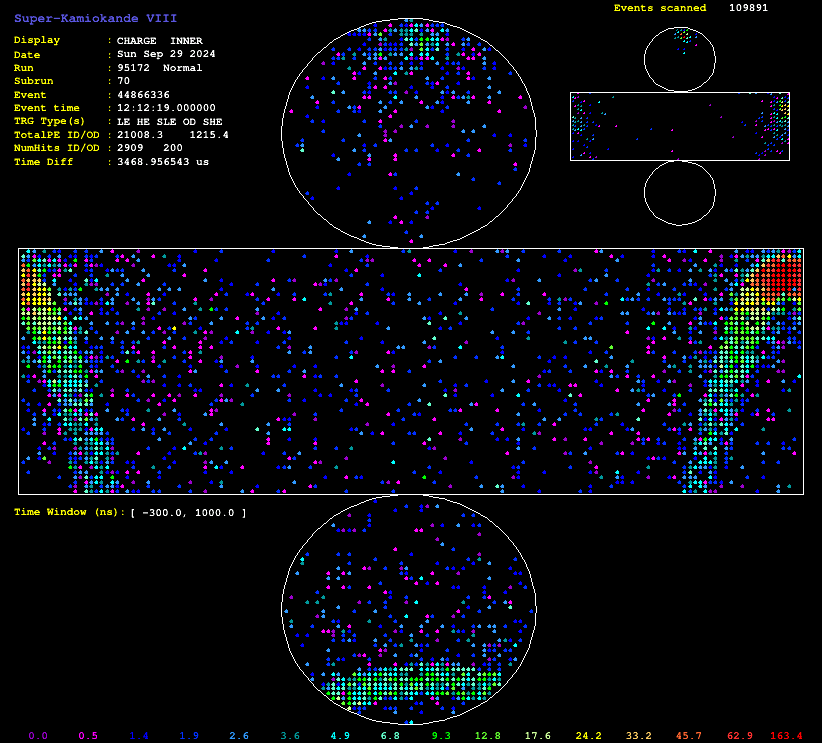 Super-Kamiokande VIII
Events scanned 109891
Display : CHARGE INNER
Date : Sun Sep 29 2024
Run : 95172 Normal
Subrun : 70
Event : 44866336
Event time : 12:12:19.000000
TRG Type(s) : LE HE SLE OD SHE
TotalPE ID/OD : 21008.3 1215.4
NumHits ID/OD : 2909 200
Time Diff : 3468.956543 us
Time Window (ns): [ -300.0, 1000.0 ]
0.0 0.5 1.4 1.9 2.6 3.6 4.9 6.8 9.3 12.8 17.6 24.2 33.2 45.7 62.9 163.4